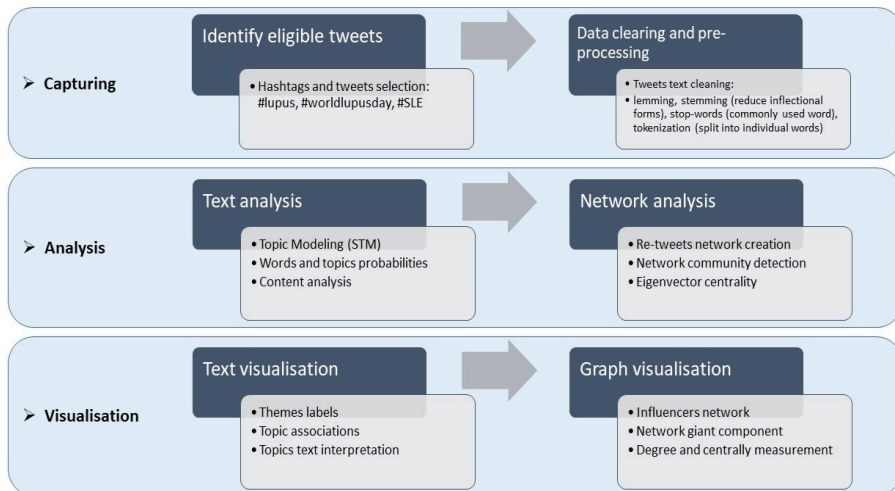 ➤ Capturing
Identify eligible tweets
• Hashtags and tweets selection:
#lupus, #worldlupusday, #SLE
Data clearing and pre-
processing
• Tweets text cleaning:
• lemming, stemming (reduce inflectional
forms), stop-words (commonly used word),
tokenization (split into individual words)
➤ Analysis
Text analysis
• Topic Modeling (STM)
• Words and topics probabilities
• Content analysis
Network analysis
• Re-tweets network creation
• Network community detection
• Eigenvector centrality
➤ Visualisation
Text visualisation
• Themes labels
• Topic associations
• Topics text interpretation
Graph visualisation
• Influencers network
• Network giant component
• Degree and centrally measurement